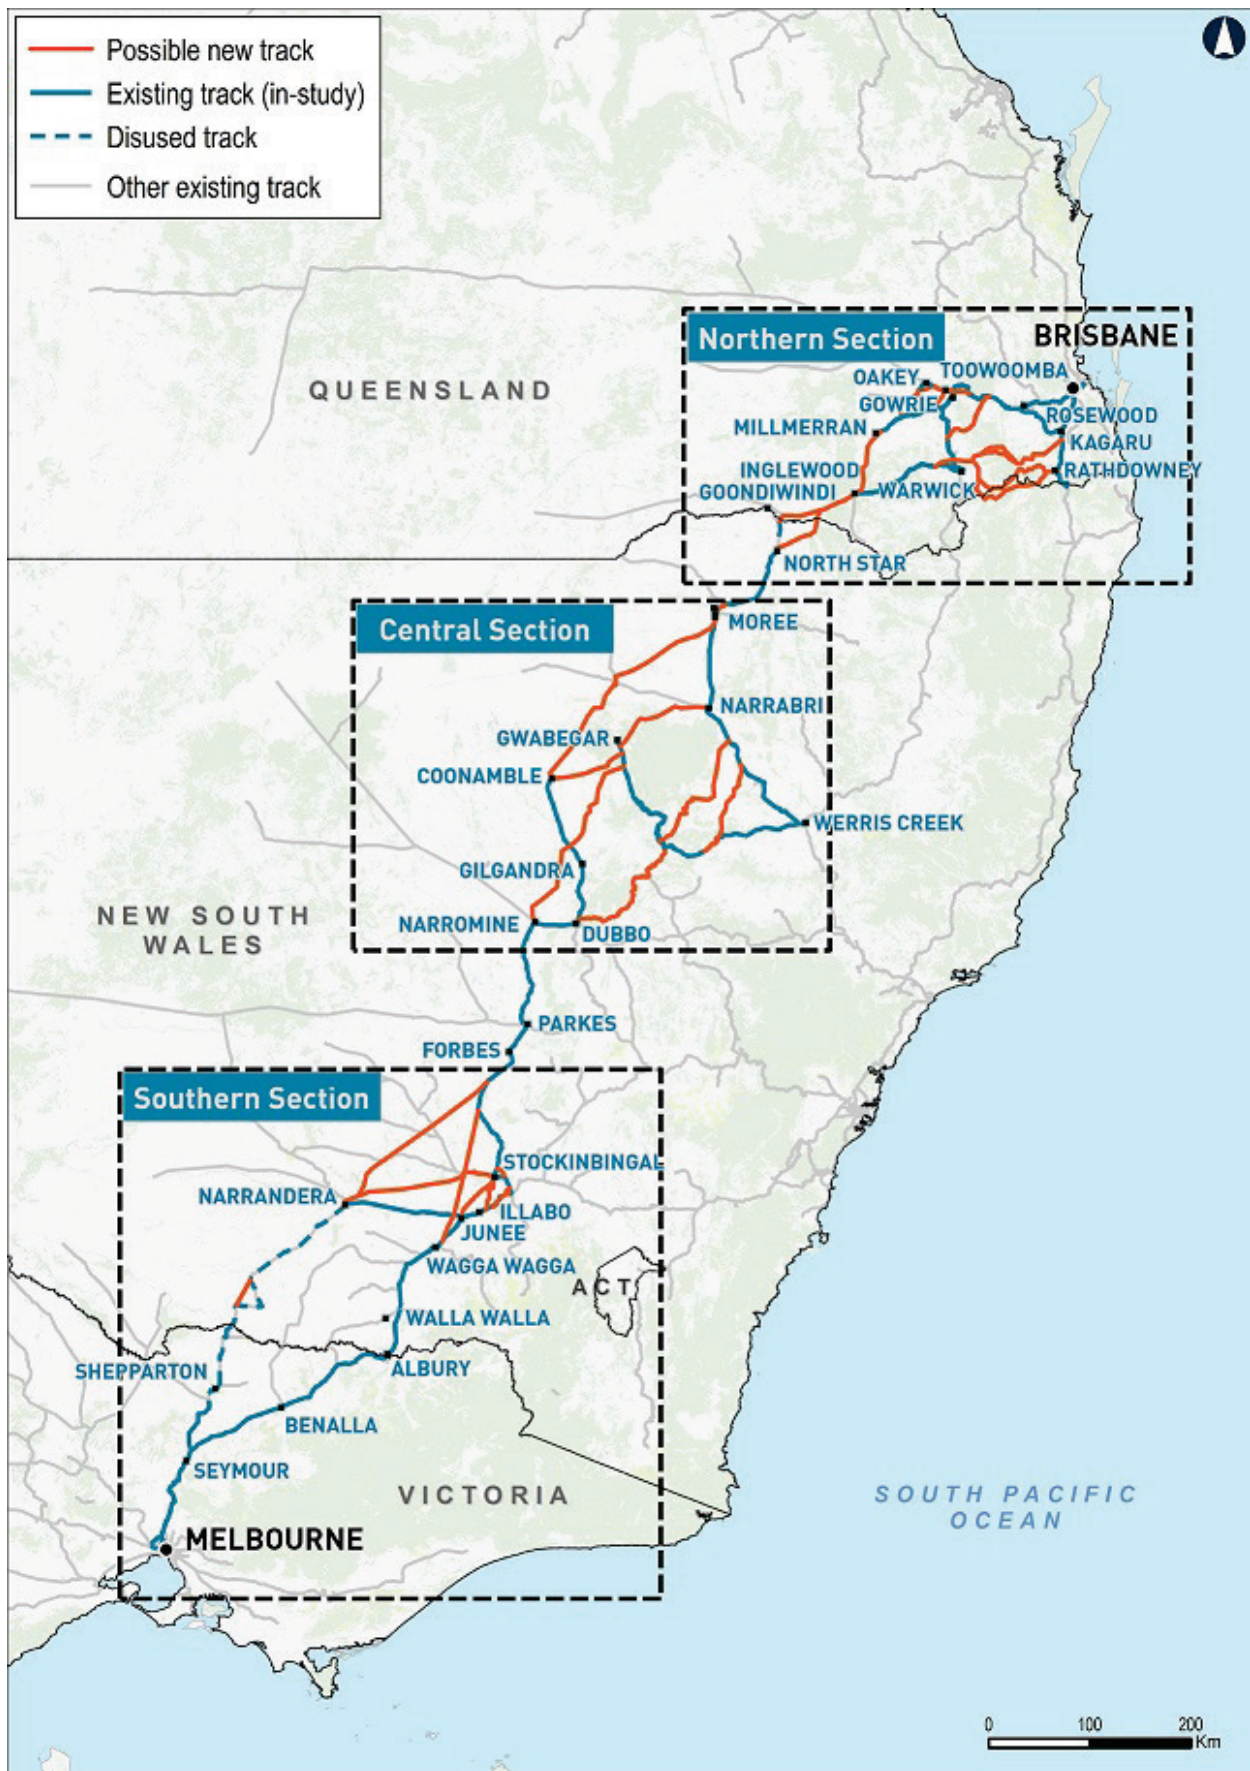 Possible new track
Existing track (in-study)
Disused track
Other existing track
Northern Section
BRISBANE
QUEENSLAND
OAKEY
TOOWOOMBA
GOWRIE
ROSEWOOD
MILLMERRAN
KAGARU
INGLEWOOD
RATHDOWNEY
GOONDIWINDI
WARWICK
NORTH STAR
Central Section
MOREE
NARRABRI
GWABEGAR
COONAMBLE
WERRIS CREEK
GILGANDRA
NEW SOUTH
WALES
NARROMINE
DUBBO
PARKES
FORBES
Southern Section
STOCKINBINGAL
NARRANDERA
ILLABO
JUNEE
WAGGA WAGGA
ACT
WALLA WALLA
SHEPPARTON
ALBURY
BENALLA
SEYMOUR
VICTORIA
SOUTH PACIFIC
OCEAN
MELBOURNE
0 100 200
Km